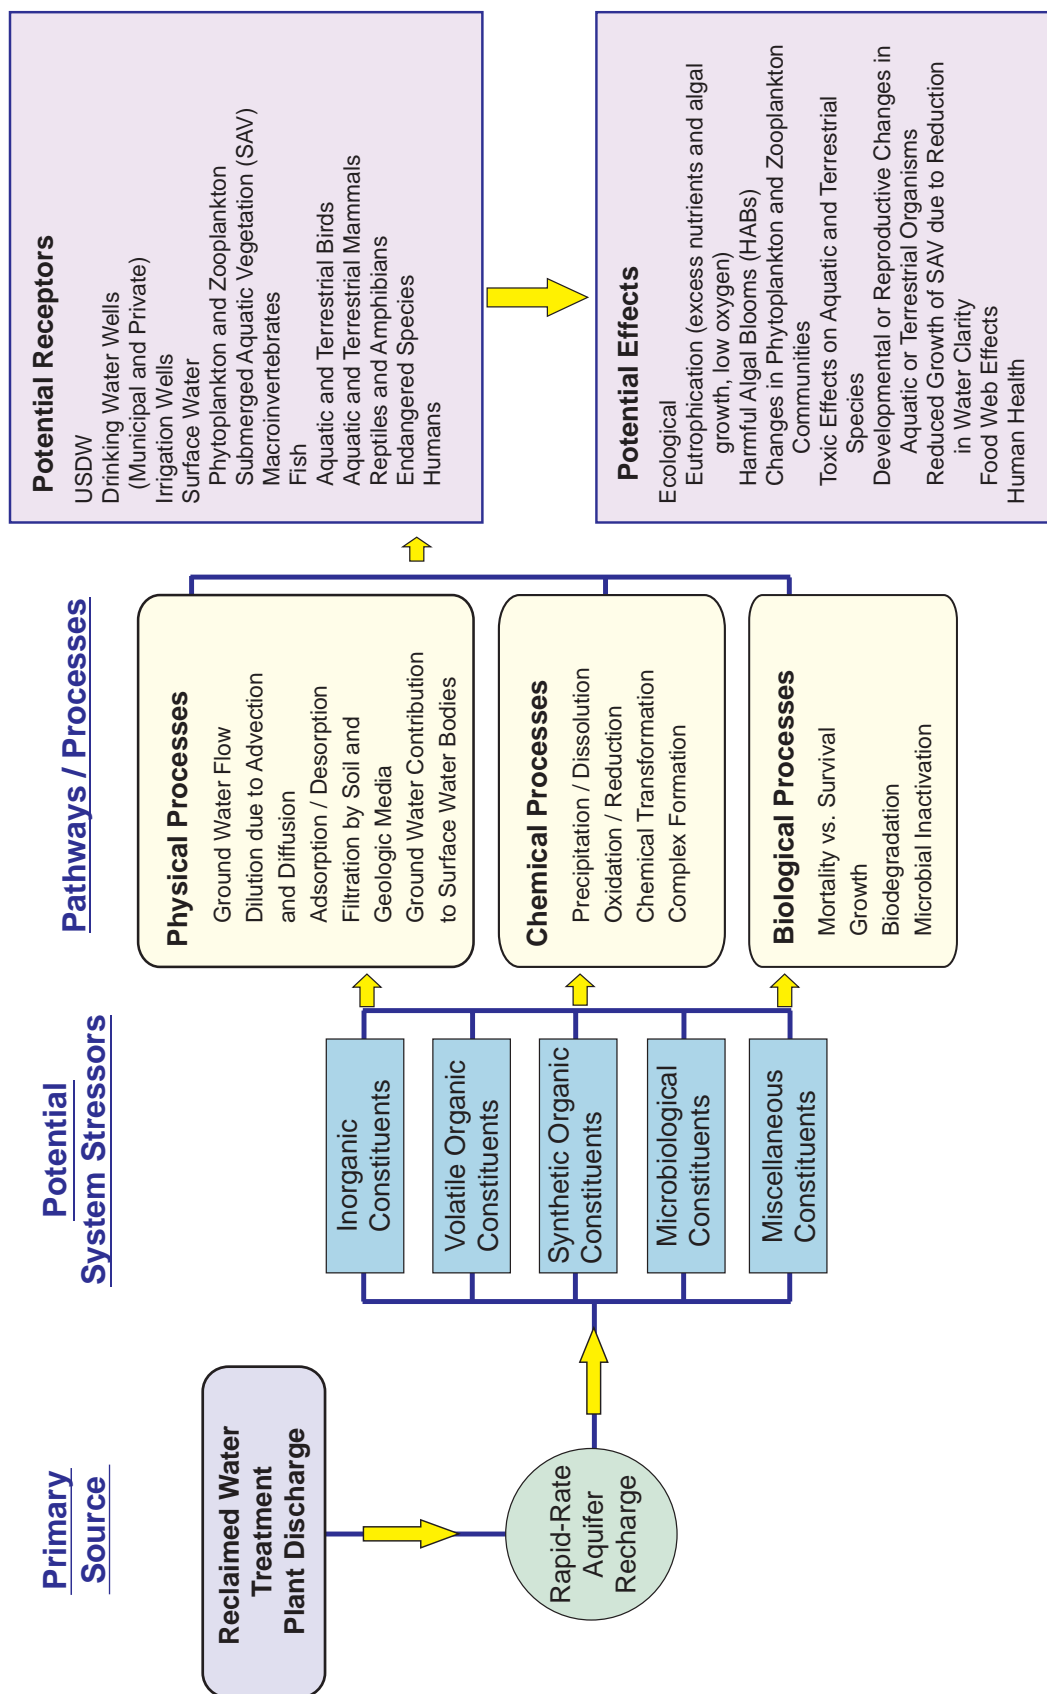 Primary
Source
Reclaimed Water
Treatment
Plant Discharge
Rapid-Rate
Aquifer
Recharge
Potential
System Stressors
Inorganic
Constituents
Volatile Organic
Constituents
Synthetic Organic
Constituents
Microbiological
Constituents
Miscellaneous
Constituents
Pathways / Processes
Physical Processes
Ground Water Flow
Dilution due to Advection
and Diffusion
Adsorption / Desorption
Filtration by Soil and
Geologic Media
Ground Water Contribution
to Surface Water Bodies
Chemical Processes
Precipitation / Dissolution
Oxidation / Reduction
Chemical Transformation
Complex Formation
Biological Processes
Mortality vs. Survival
Growth
Biodegradation
Microbial Inactivation
Potential Receptors
USDW
Drinking Water Wells
(Municipal and Private)
Irrigation Wells
Surface Water
Phytoplankton and Zooplankton
Submerged Aquatic Vegetation (SAV)
Macroinvertebrates
Fish
Aquatic and Terrestrial Birds
Aquatic and Terrestrial Mammals
Reptiles and Amphibians
Endangered Species
Humans
Potential Effects
Ecological
Eutrophication (excess nutrients and algal
growth, low oxygen)
Harmful Algal Blooms (HABs)
Changes in Phytoplankton and Zooplankton
Communities
Toxic Effects on Aquatic and Terrestrial
Species
Developmental or Reproductive Changes in
Aquatic or Terrestrial Organisms
Reduced Growth of SAV due to Reduction
in Water Clarity
Food Web Effects
Human Health